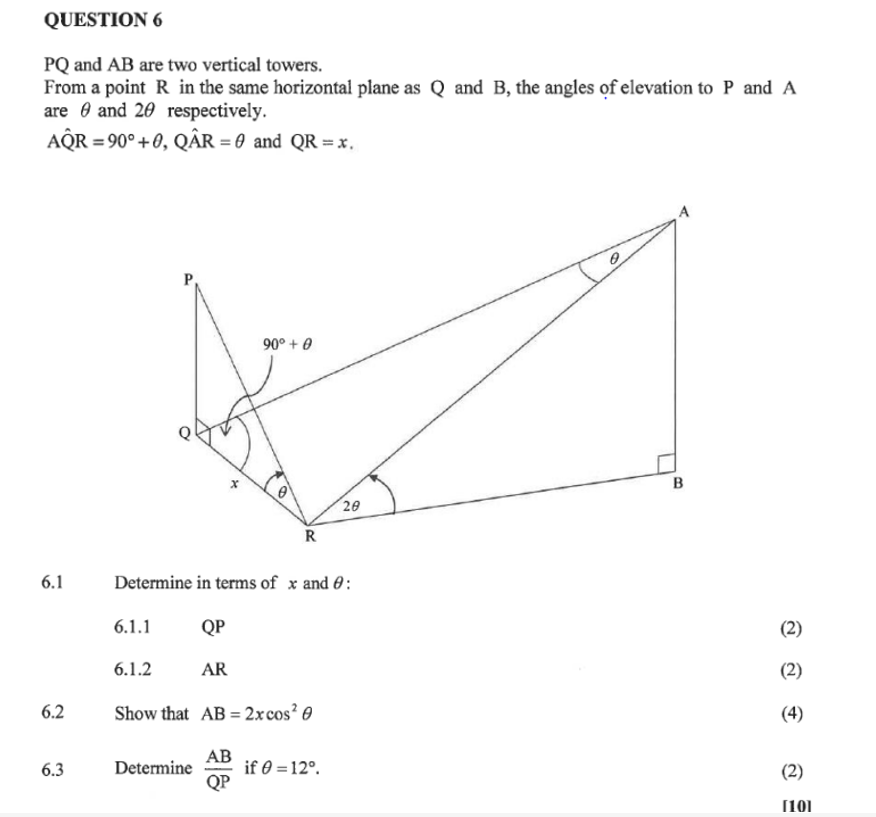 QUESTION 6
PQ and AB are two vertical towers.
From a point R in the same horizontal plane as Q and B, the angles of elevation to P and A
are θ and 2θ respectively.
AQ̂R = 90° + θ, QÂR = θ and QR = x.
A
θ
P
90° + θ
Q
x
θ
2θ
B
R
6.1 Determine in terms of x and θ:
6.1.1 QP (2)
6.1.2 AR (2)
6.2 Show that AB = 2x cos² θ (4)
6.3 Determine AB/QP if θ = 12°. (2)
[10]